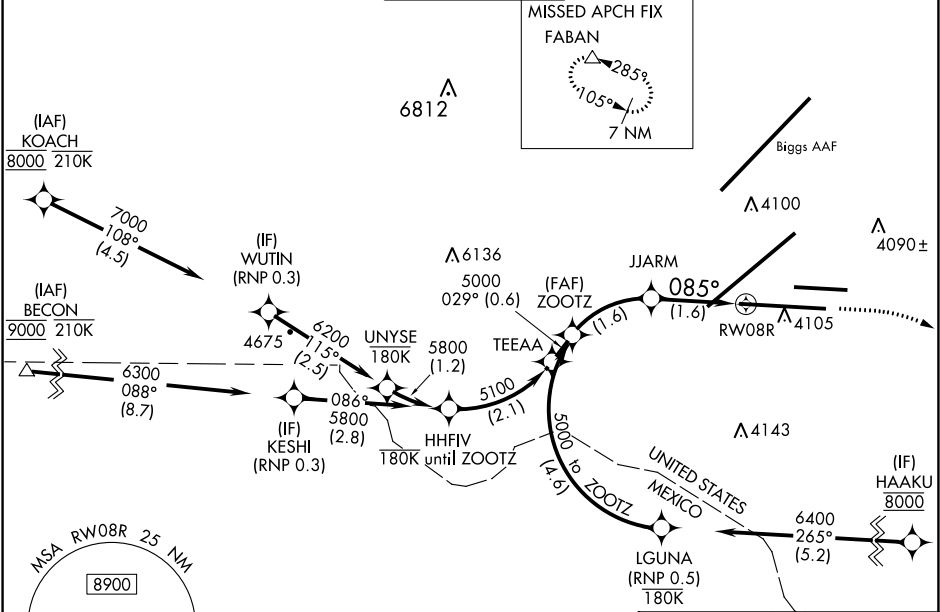 MISSED APCH FIX
FABAN
285°
105°
7 NM
6812
(IAF)
KOACH
8000 210K
7000
108°
(4.5)
Biggs AAF
4100
4090±
(IF)
WUTIN
(RNP 0.3)
6136
5000
029° (0.6)
(FAF)
ZOOTZ
JJARM
085°
(1.6)
(1.6)
RW08R
4105
(IAF)
BECON
9000 210K
4675
6200
115°
(2.5)
UNYSE
180K
5800
(1.2)
TEEAA
6300
088°
(8.7)
(IF)
KESHI
(RNP 0.3)
086°
5800
(2.8)
5100
(2.1)
HHFIV
180K until ZOOTZ
5000 to ZOOTZ
(4.6)
4143
UNITED STATES
MEXICO
(IF)
HAAKU
8000
6400
265°
(5.2)
LGUNA
(RNP 0.5)
180K
MSA RW08R 25 NM
8900